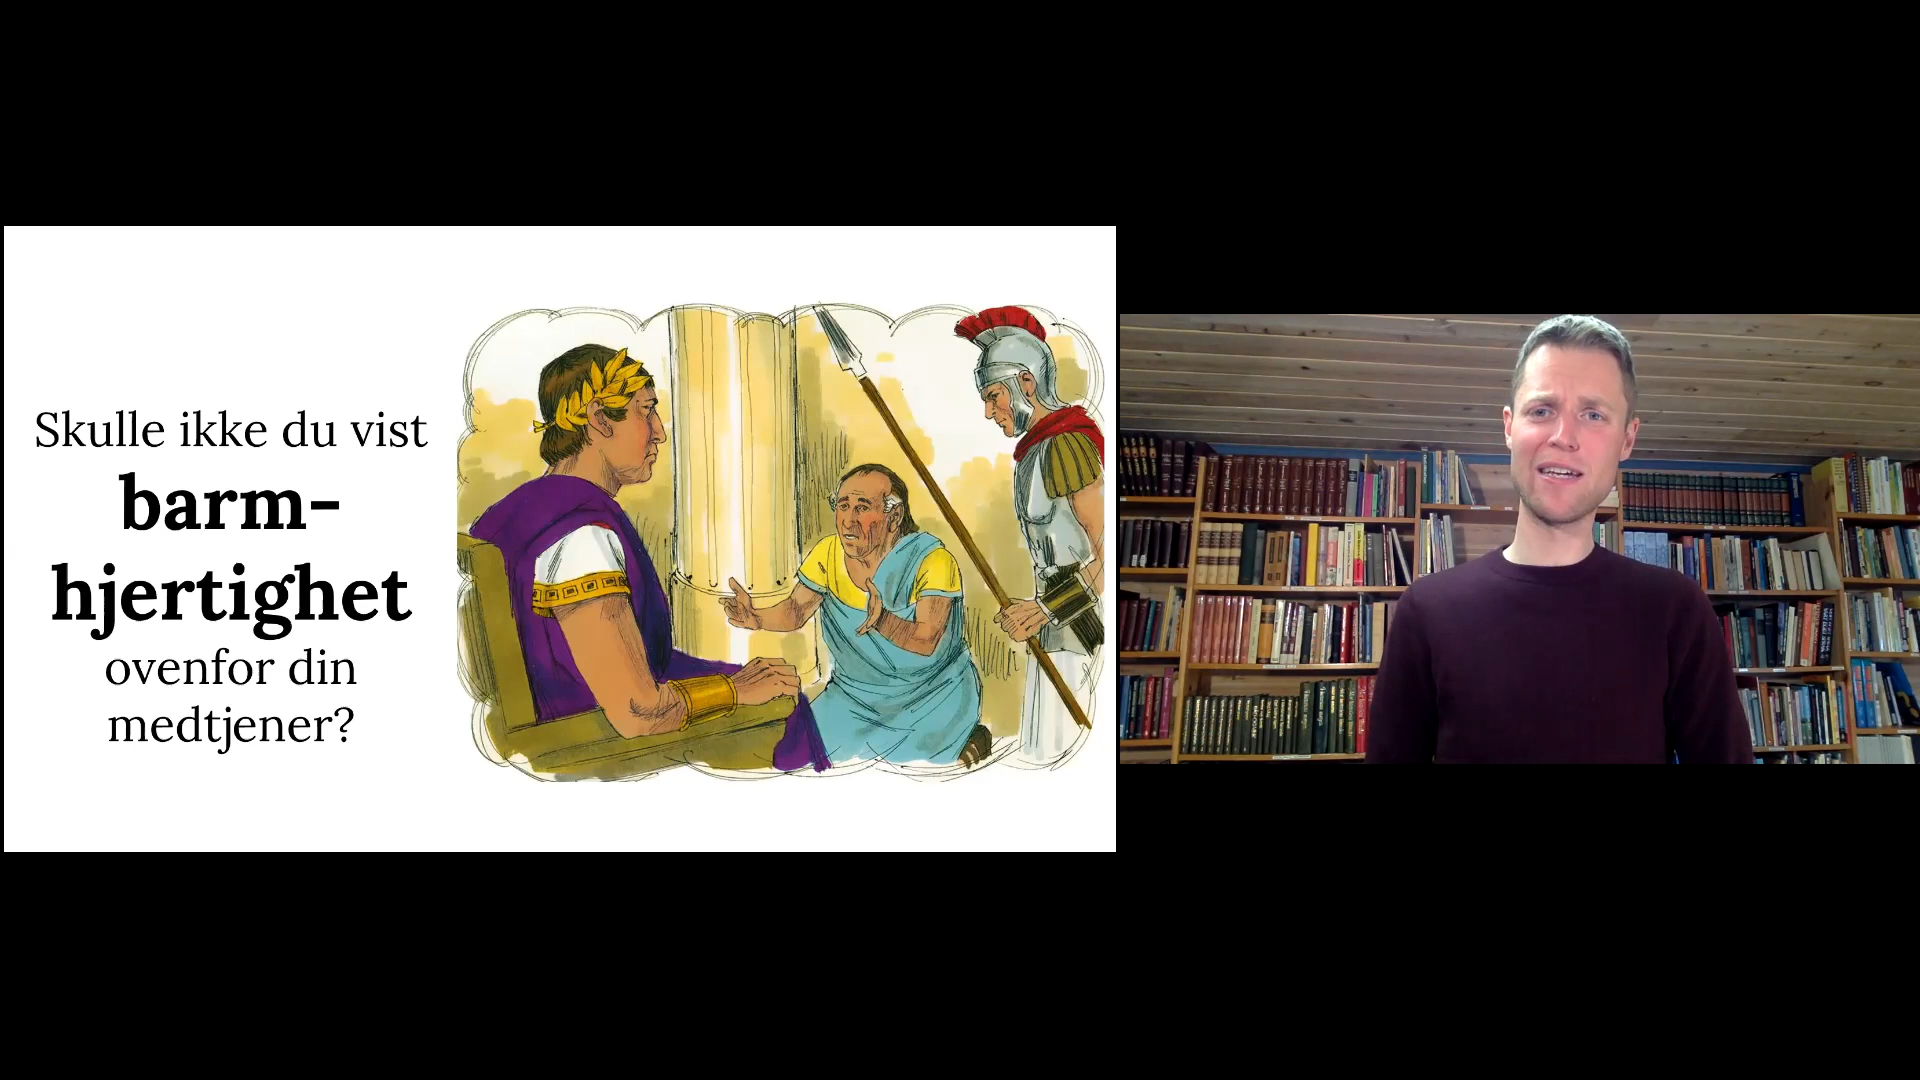 Skulle ikke du vist
barm-
hjertighet
ovenfor din
medtjener?